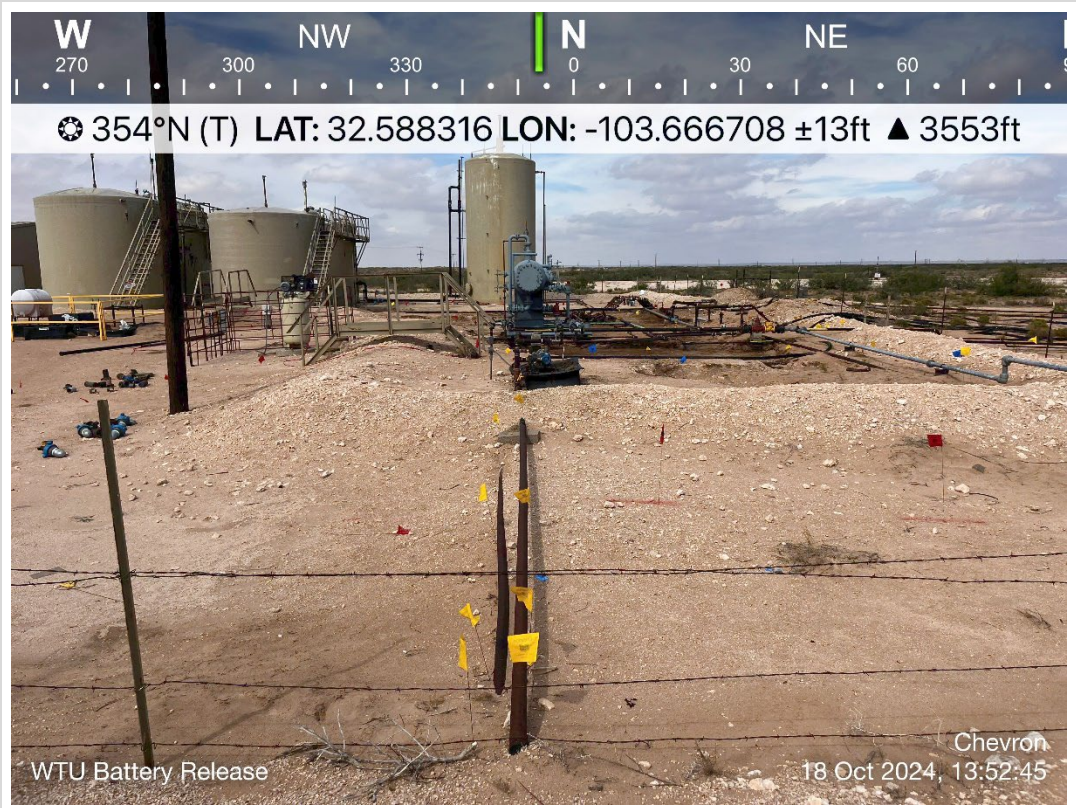 W NW N NE
270 300 330 0 30 60
354°N (T) LAT: 32.588316 LON: -103.666708 ±13ft ▲ 3553ft
Chevron
WTU Battery Release 18 Oct 2024, 13:52:45